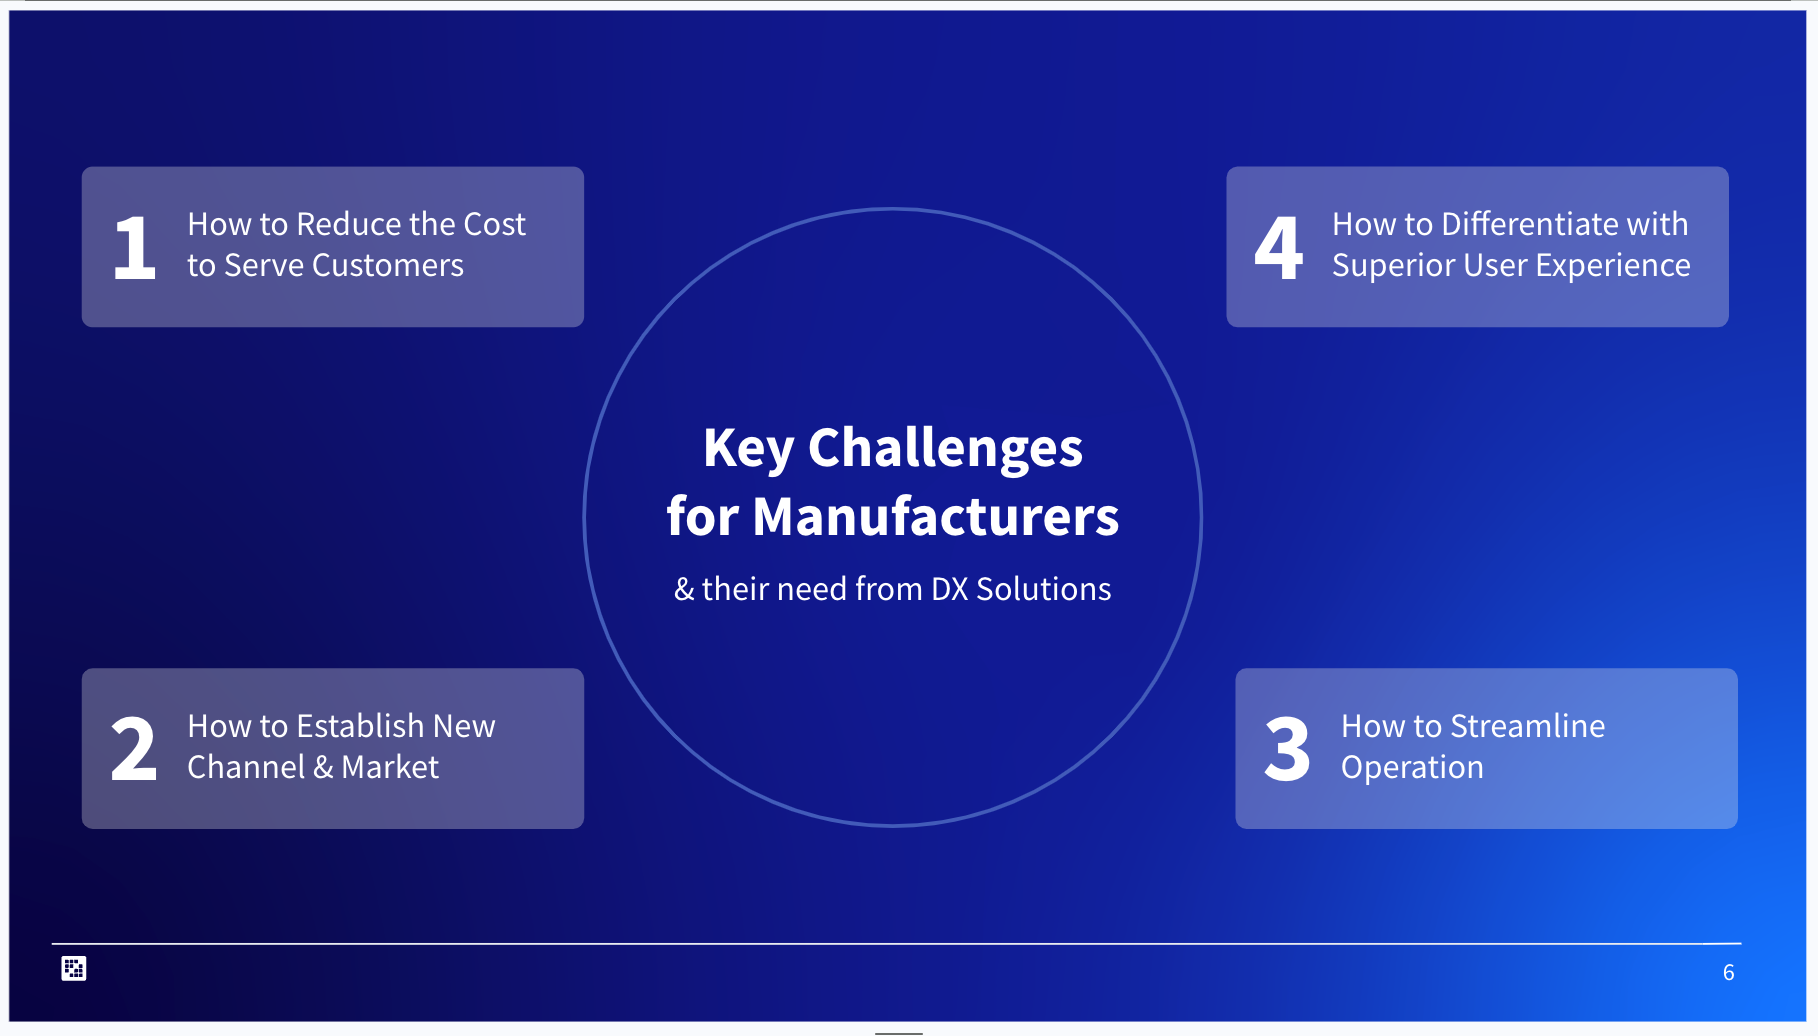 1
How to Reduce the Cost
to Serve Customers
4
How to Differentiate with
Superior User Experience
Key Challenges
for Manufacturers
& their need from DX Solutions
2
How to Establish New
Channel & Market
3
How to Streamline
Operation
6